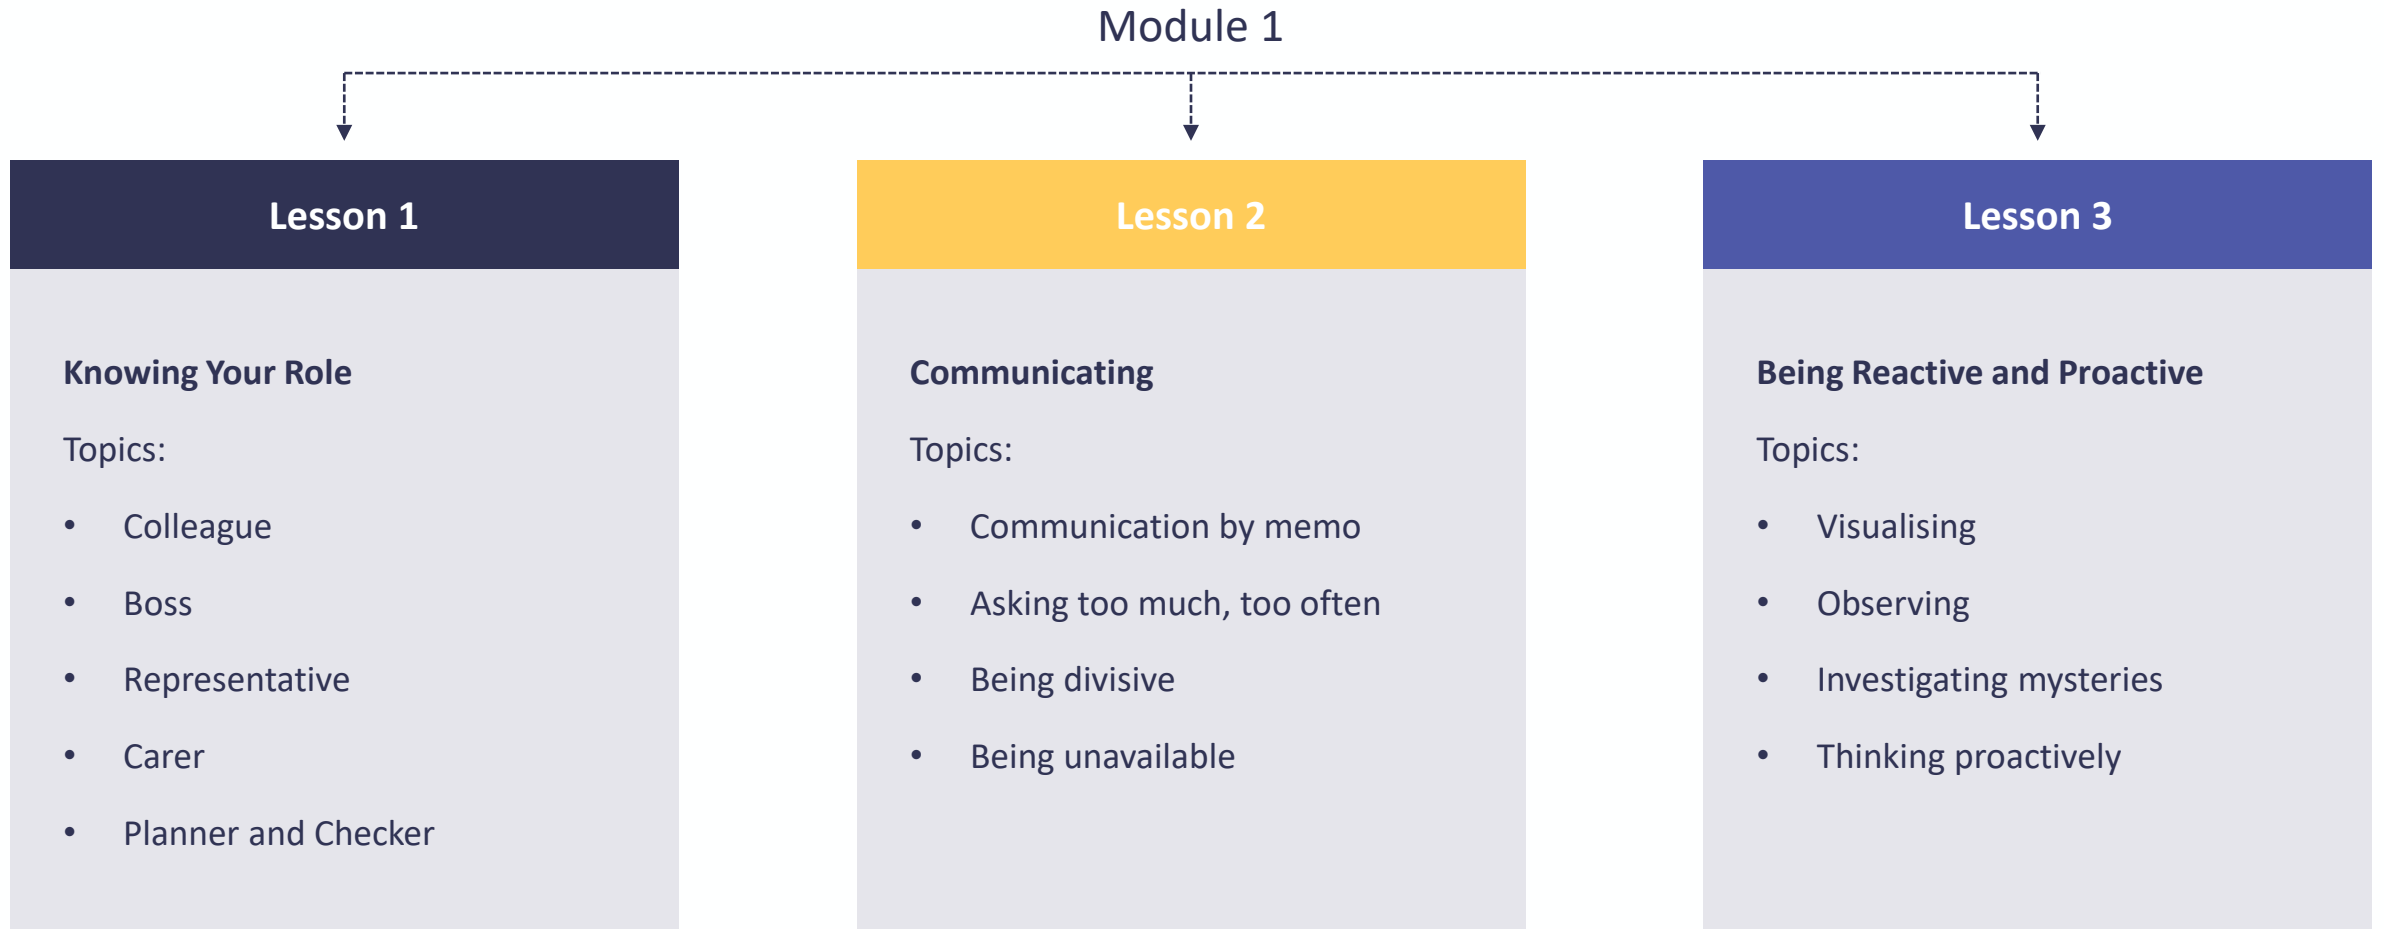 Module 1
Lesson 1
Knowing Your Role
Topics:
• Colleague
• Boss
• Representative
• Carer
• Planner and Checker
Lesson 2
Communicating
Topics:
• Communication by memo
• Asking too much, too often
• Being divisive
• Being unavailable
Lesson 3
Being Reactive and Proactive
Topics:
• Visualising
• Observing
• Investigating mysteries
• Thinking proactively